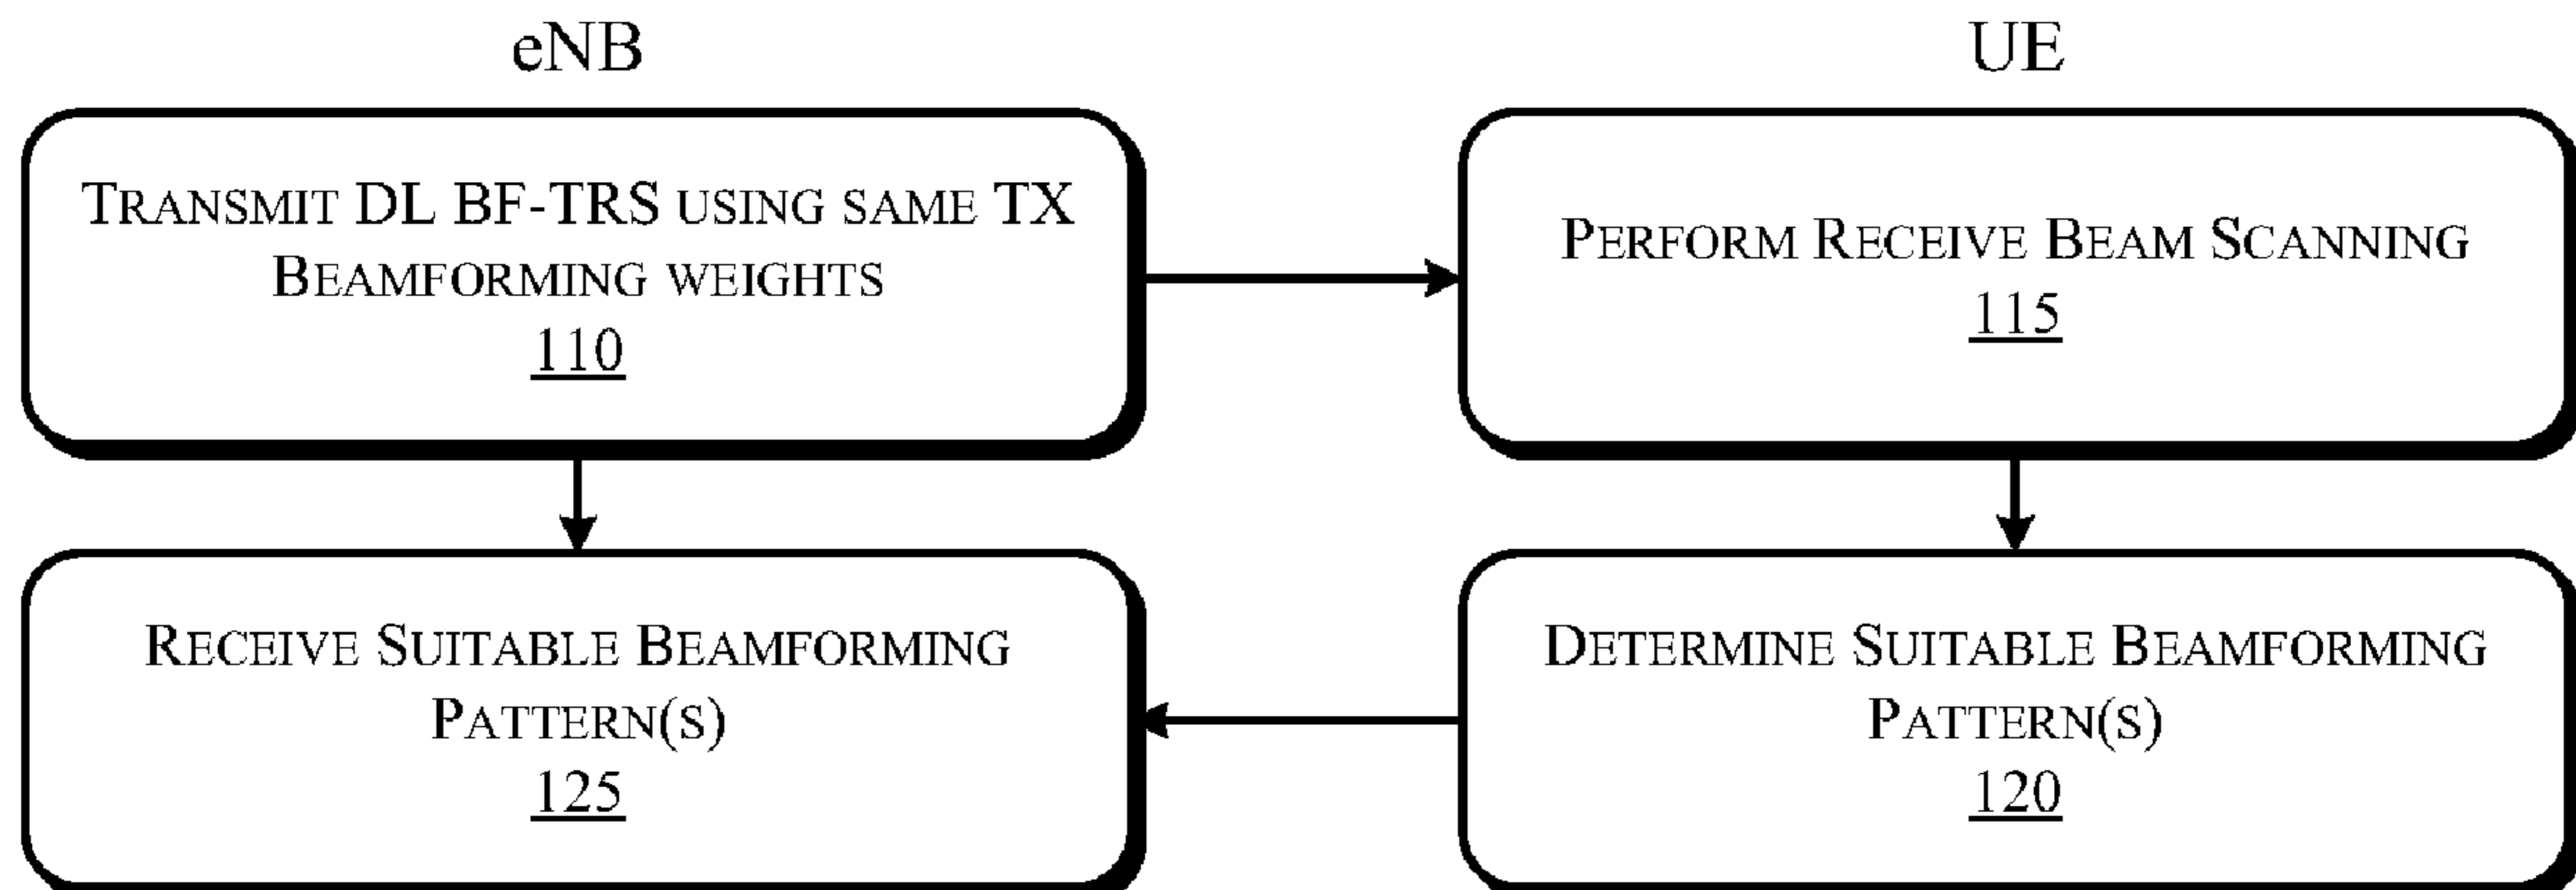 eNB
UE
Transmit DL BF-TRS using same TX
Beamforming weights
110
Perform Receive Beam Scanning
115
Receive Suitable Beamforming
Pattern(s)
125
Determine Suitable Beamforming
Pattern(s)
120